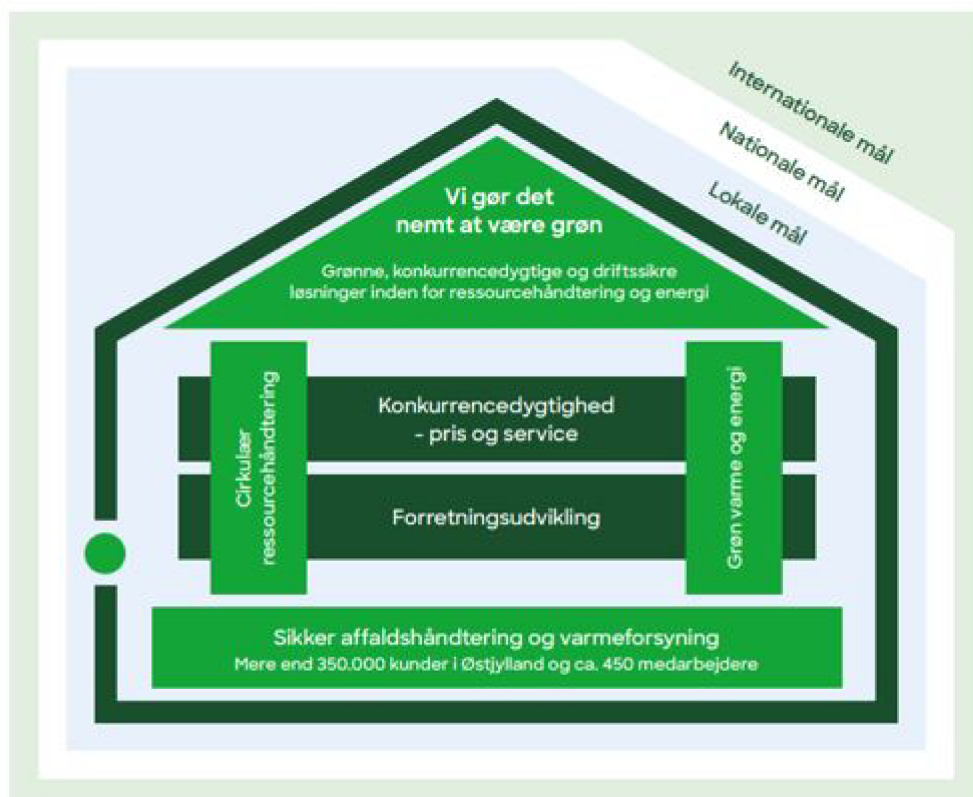 Internationale mål
Nationale mål
Lokale mål
Vi gør det
nemt at være grøn
Grønne, konkurrencedygtige og driftssikre
løsninger inden for ressourcehåndtering og energi
Cirkulær
ressourcehåndtering
Konkurrencedygtighed
- pris og service
Forretningsudvikling
Grøn varme og energi
Sikker affaldshåndtering og varmeforsyning
Mere end 350.000 kunder i Østjylland og ca. 450 medarbejdere